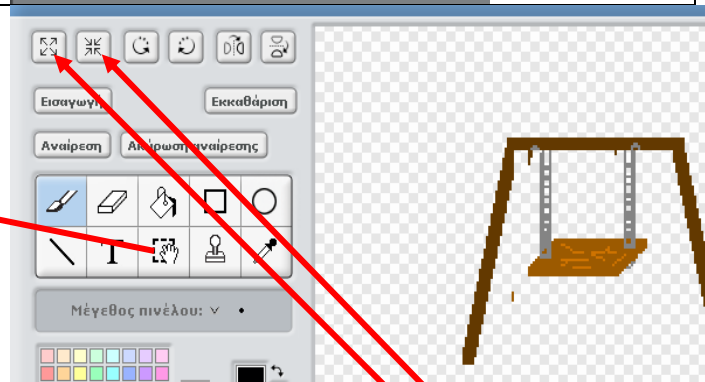 Εισαγωγή Εκκαθάριση
Αναίρεση Ακύρωση αναίρεσης
T
Μέγεθος πινέλου: